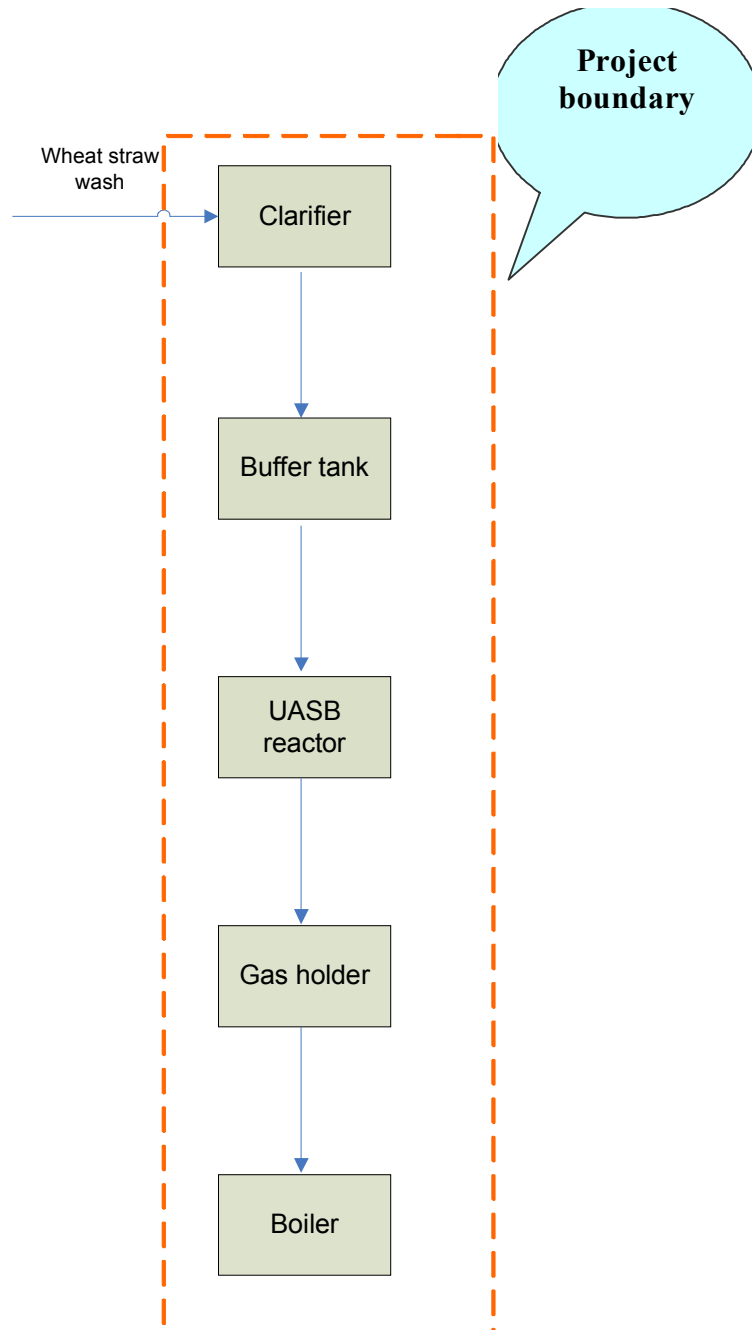 Project
boundary
Wheat straw
wash
Clarifier
Buffer tank
UASB
reactor
Gas holder
Boiler